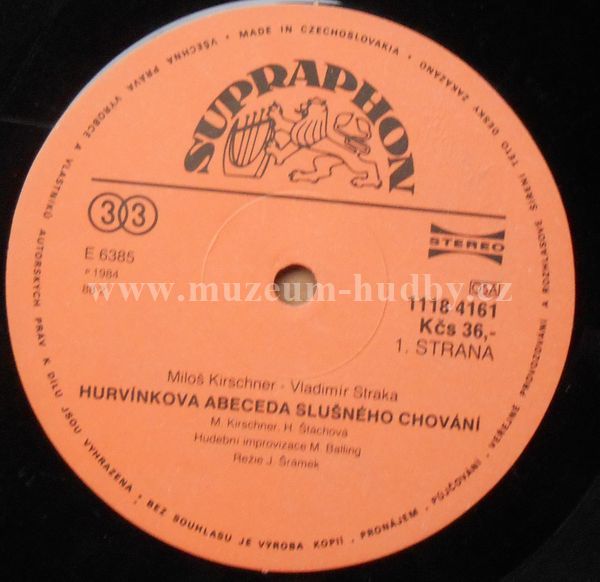 VŠECHNA PRÁVA VÝROBCE A VLASTNÍKŮ AUTORSKÝCH PRÁV K DÍLU JSOU VYHRAZENA • BEZ SOUHLASU JE VÝROBA KOPIÍ - PRONÁJEM - PŮJČOVÁNÍ - VEŘEJNÉ PROVOZOVÁNÍ A ROZHLASOVÉ ŠÍŘENÍ TÉTO DESKY ZAKÁZÁNO • MADE IN CZECHOSLOVAKIA •
SUPRAPHON
33
STEREO
E 6385
℗ 1984
OSA
www.muzeum-hudby.cz
1118 4161
Kčs 36,-
1. STRANA
Miloš Kirschner - Vladimír Straka
HURVÍNKOVA ABECEDA SLUŠNÉHO CHOVÁNÍ
M. Kirschner, H. Štáchová
Hudební improvizace M. Balling
Režie J. Šrámek